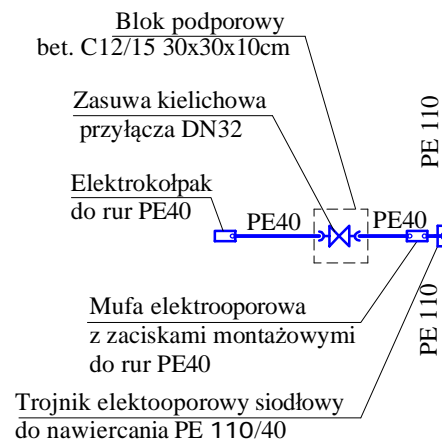 Blok podporowy
bet. C12/15 30x30x10cm
Zasuwa kielichowa
przyłącza DN32
PE 110
Elektrokołpak
do rur PE40
PE40
PE40
Mufa elektrooporowa
z zaciskami montażowymi
do rur PE40
PE 110
Trojnik elektooporowy siodłowy
do nawiercania PE 110/40